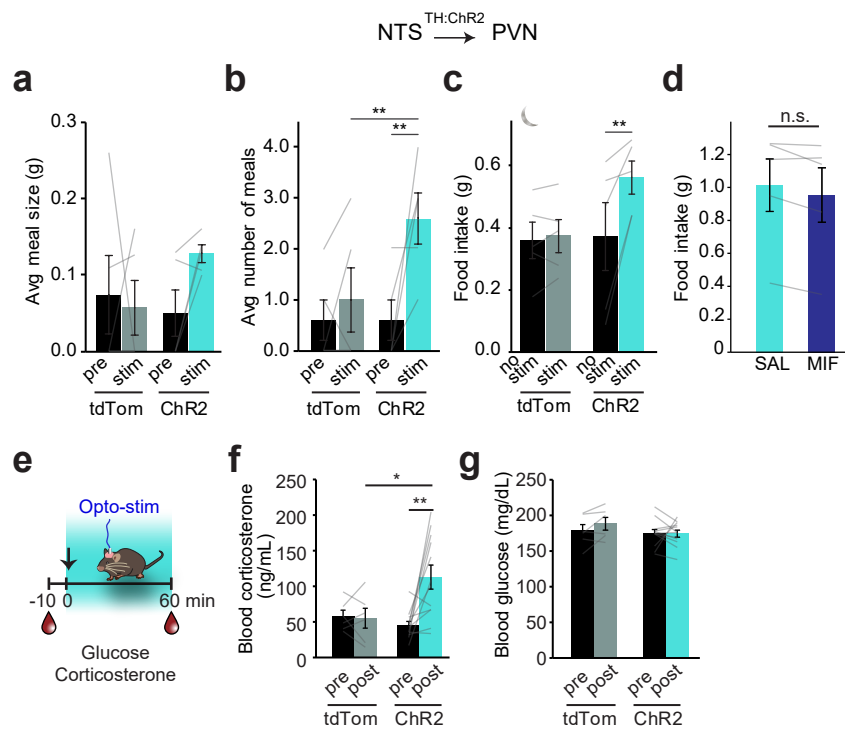 TH:ChR2
NTS → PVN
a
Avg meal size (g)
0.3
0.2
0.1
0.0
pre
stim
pre
stim
tdTom
ChR2
b
Avg number of meals
**
**
4.0
3.0
2.0
1.0
0.0
pre
stim
pre
stim
tdTom
ChR2
c
Food intake (g)
**
0.6
0.4
0.2
0.0
no stim
stim
no stim
stim
tdTom
ChR2
d
Food intake (g)
n.s.
1.2
1.0
0.8
0.6
0.4
0.2
0
SAL
MIF
e
Opto-stim
-10
0
60 min
Glucose
Corticosterone
f
Blood corticosterone
(ng/mL)
*
**
250
200
150
100
50
0
pre
post
pre
post
tdTom
ChR2
g
Blood glucose (mg/dL)
250
200
150
100
50
0
pre
post
pre
post
tdTom
ChR2